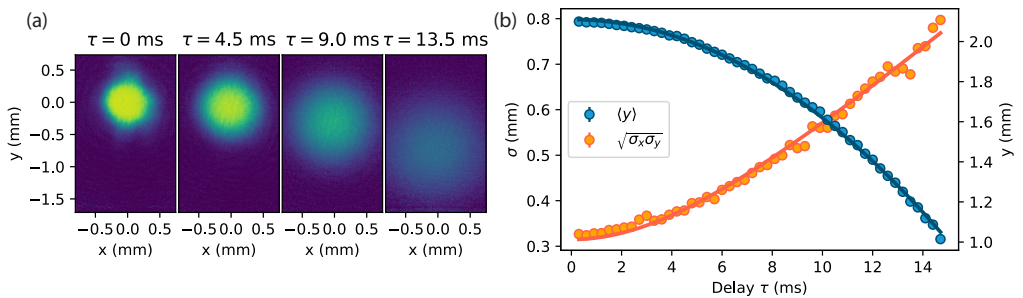 (a)
τ = 0 ms
τ = 4.5 ms
τ = 9.0 ms
τ = 13.5 ms
y (mm)
0.5
0.0
−0.5
−1.0
−1.5
−0.5 0.0 0.5
−0.5 0.0 0.5
−0.5 0.0 0.5
−0.5 0.0 0.5
x (mm)
x (mm)
x (mm)
x (mm)
(b)
σ (mm)
0.8
0.7
0.6
0.5
0.4
0.3
⟨y⟩
√σxσy
0 2 4 6 8 10 12 14
Delay τ (ms)
2.0
1.8
1.6
1.4
1.2
1.0
y (mm)